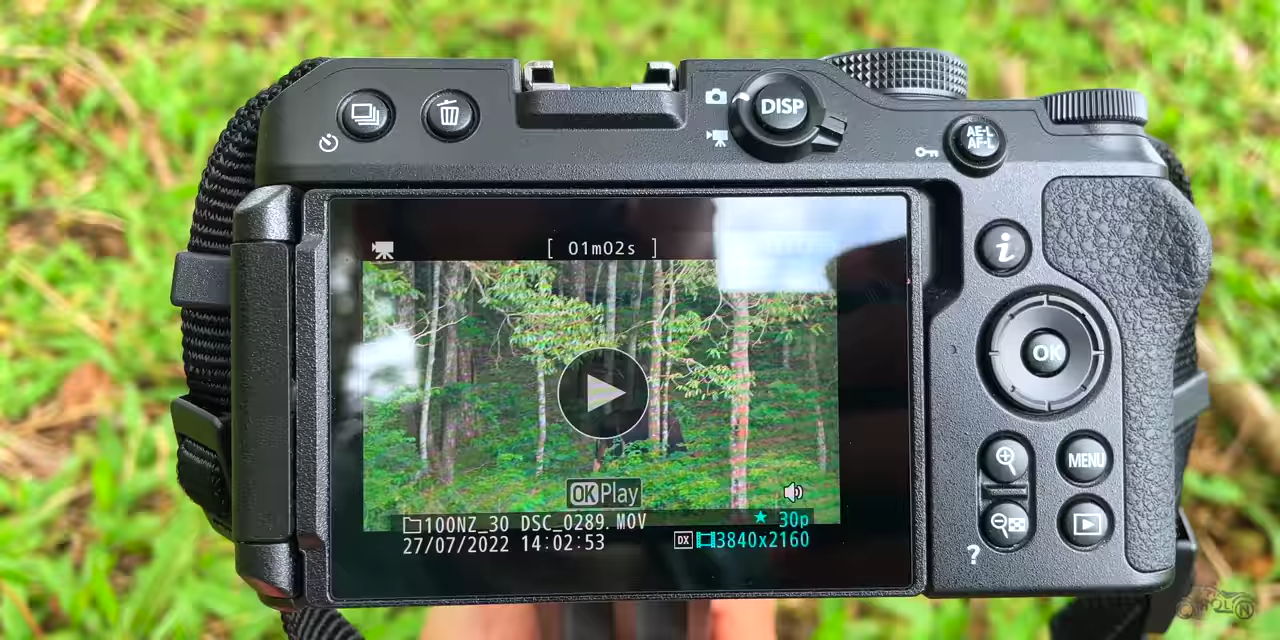 DISP
AE-L
AF-L
[ 01m02s ]
i
OK
OK Play
MENU
100NZ_30 DSC_0289.MOV
★ 30p
27/07/2022 14:02:53
DX 3840x2160
?